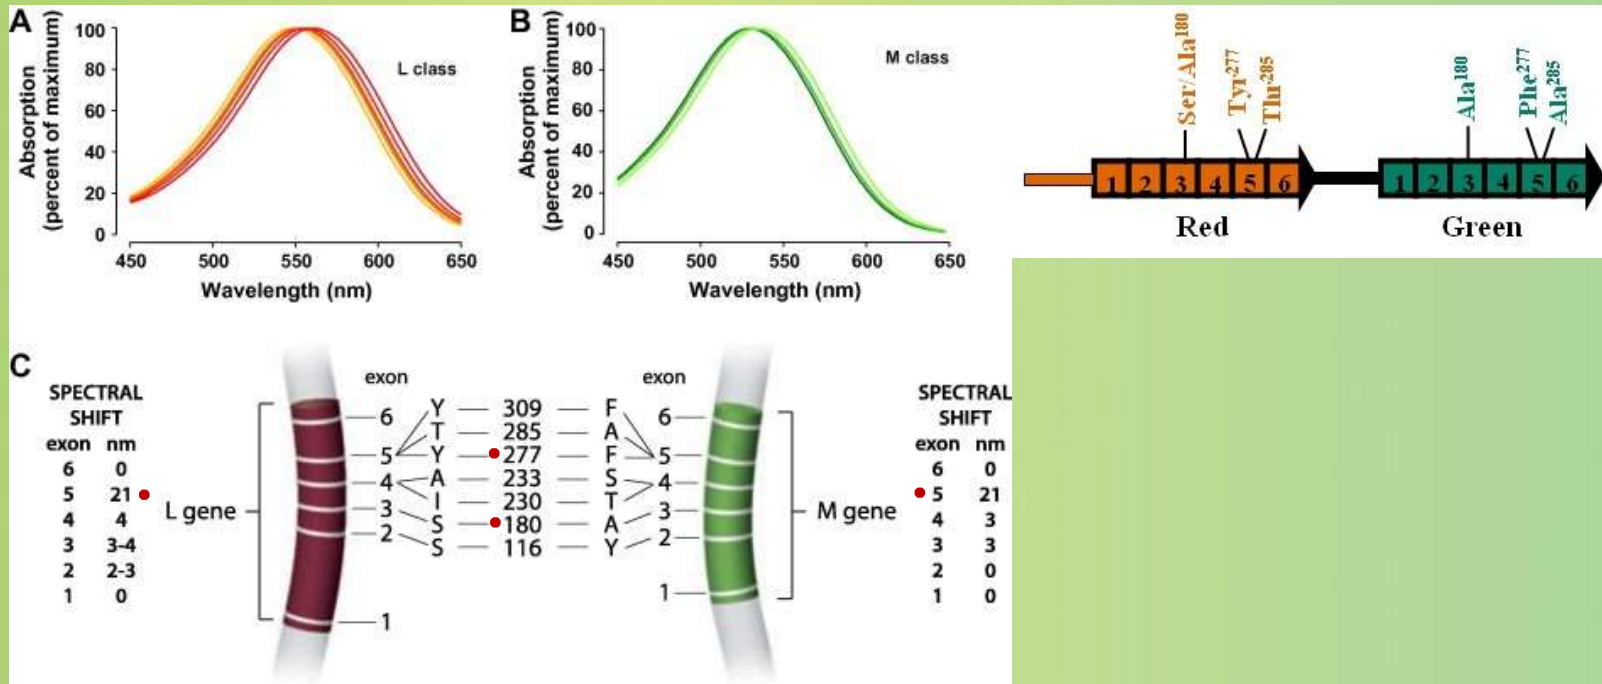 A
Absorption
(percent of maximum)
100
80
60
40
20
0
L class
450 500 550 600 650
Wavelength (nm)
B
Absorption
(percent of maximum)
100
80
60
40
20
0
M class
450 500 550 600 650
Wavelength (nm)
Ser/Ala180
Tyr277
Thr285
Ala180
Phe277
Ala285
1 2 3 4 5 6
1 2 3 4 5 6
Red
Green
C
SPECTRAL
SHIFT
exon nm
6 0
5 21
4 4
3 3-4
2 2-3
1 0
L gene
exon
6
5
4
3
2
1
Y 309 F
T 285 A
Y 277 F
A 233 S
I 230 T
S 180 A
S 116 Y
exon
6
5
4
3
2
1
M gene
SPECTRAL
SHIFT
exon nm
6 0
5 21
4 3
3 3
2 0
1 0